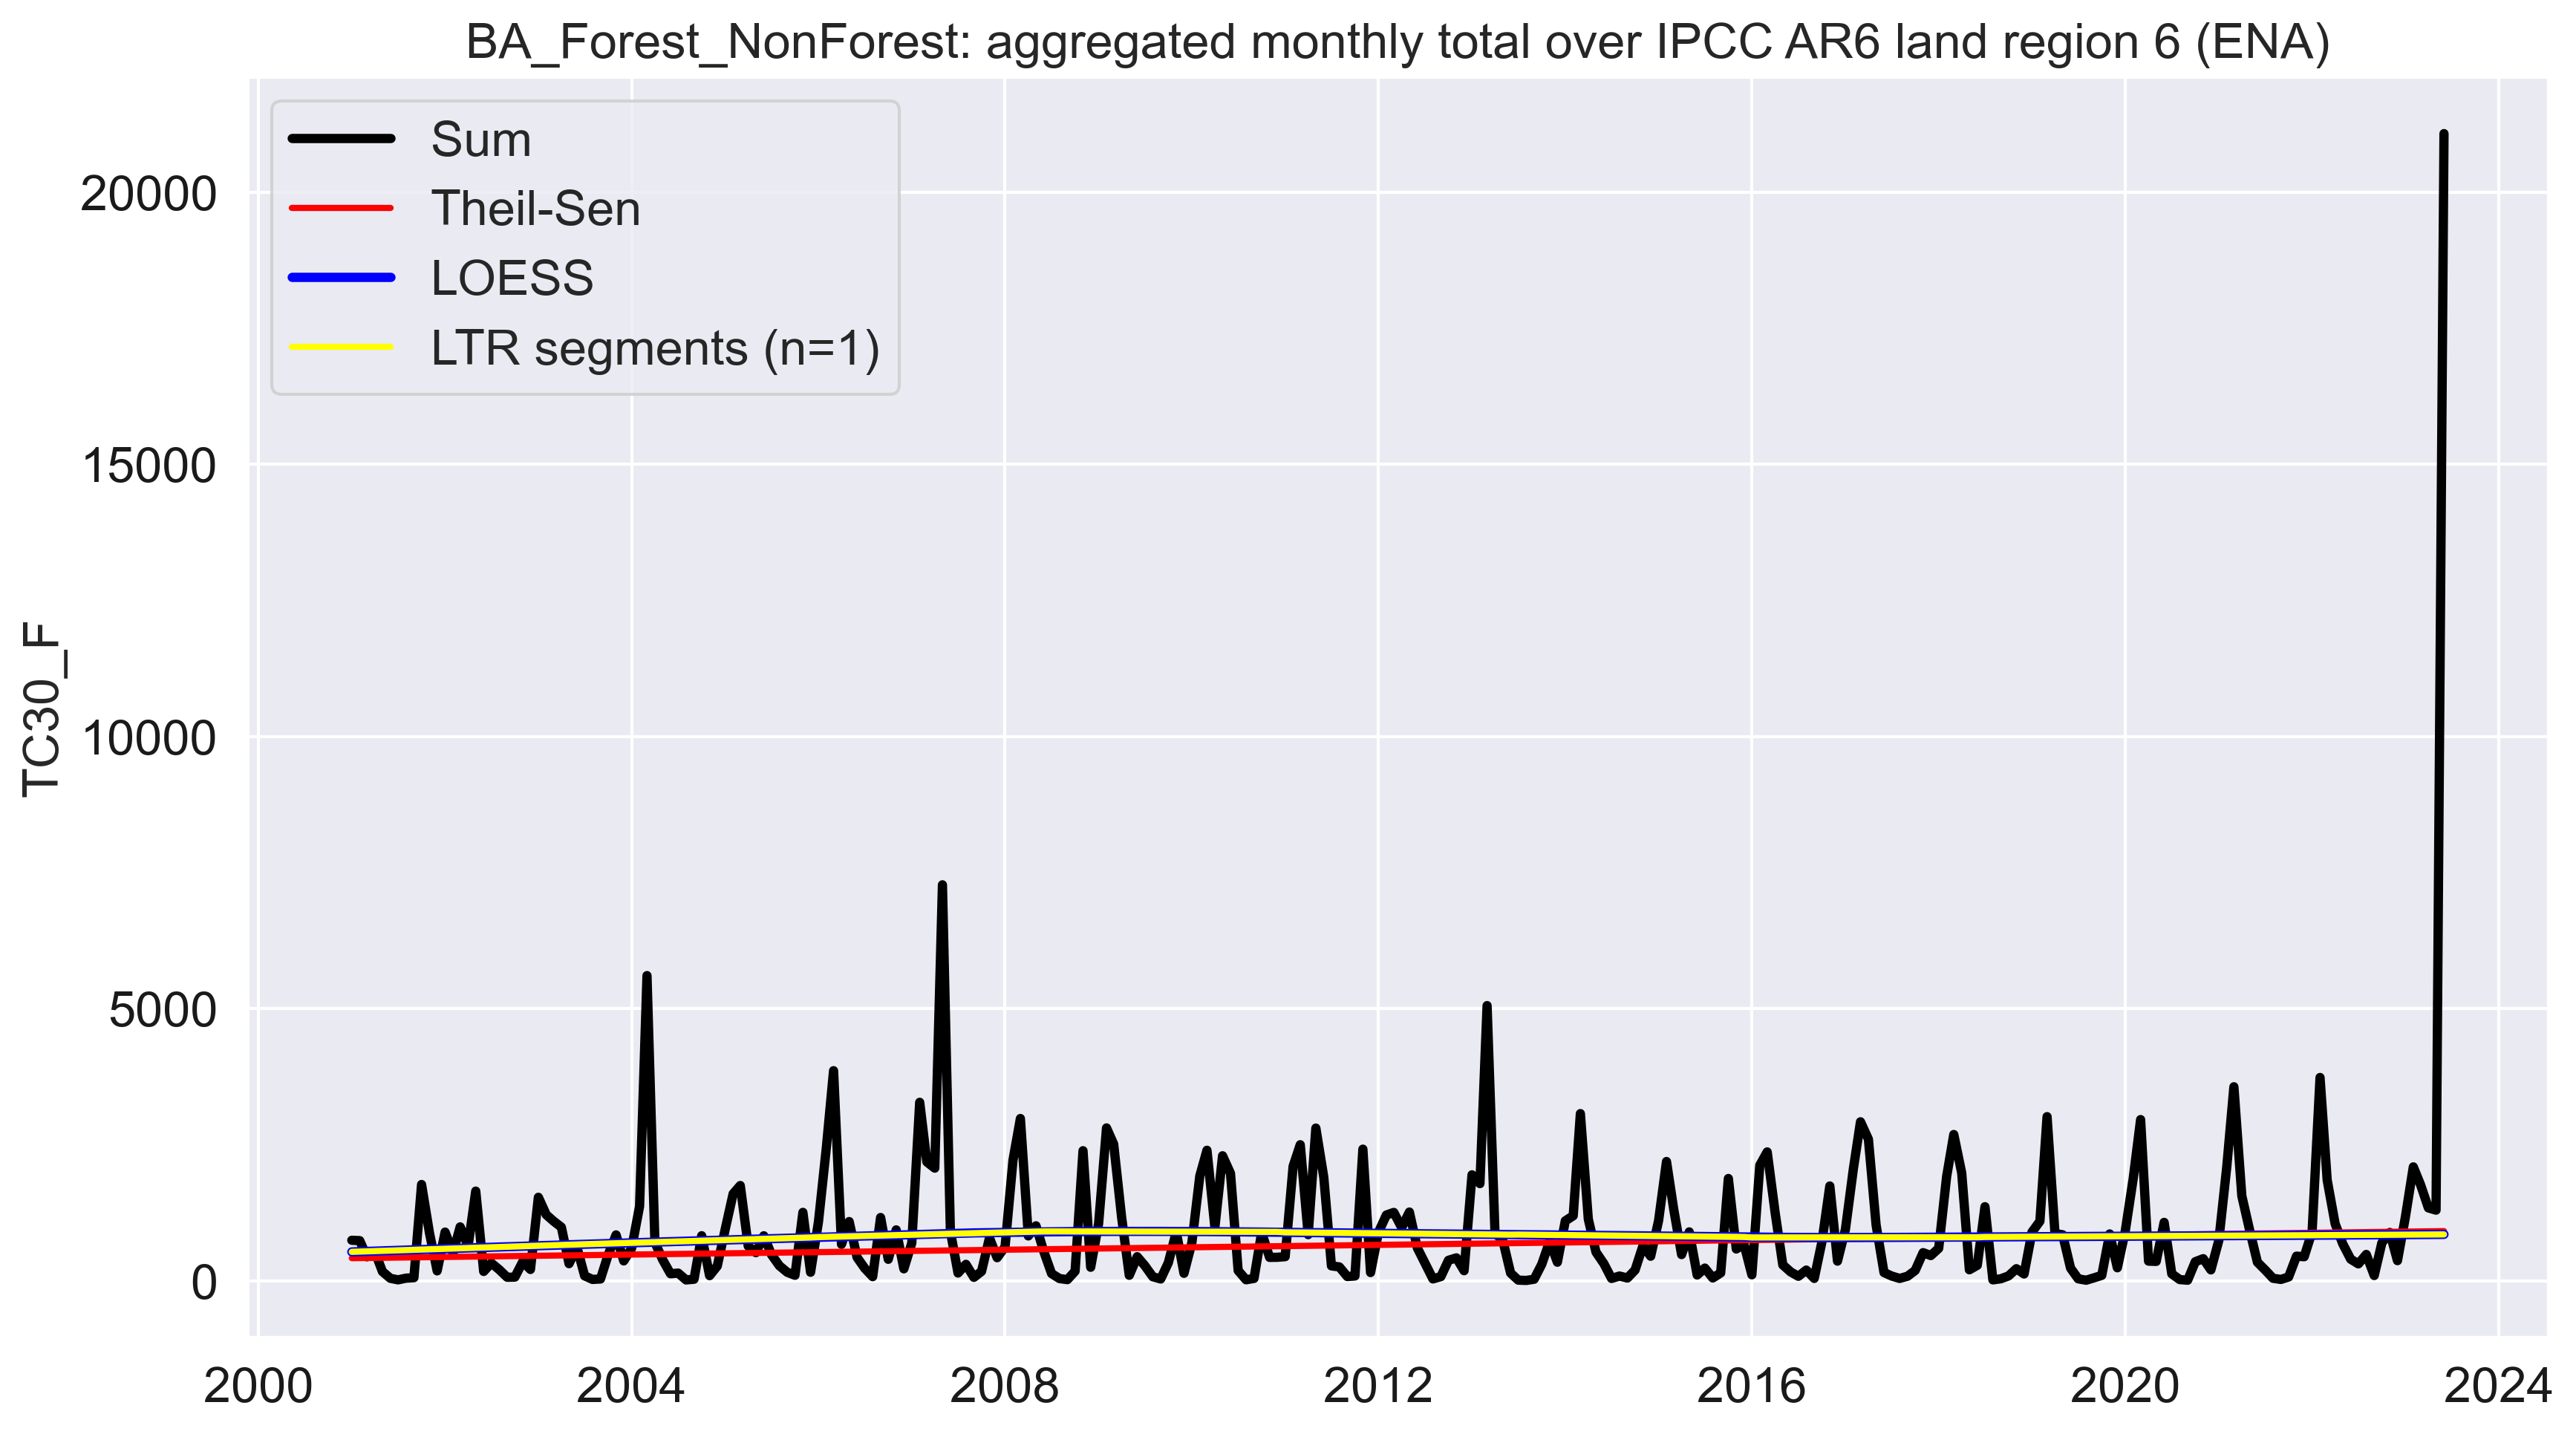 BA_Forest_NonForest: aggregated monthly total over IPCC AR6 land region 6 (ENA)
Sum
Theil-Sen
LOESS
LTR segments (n=1)
TC30_F
20000
15000
10000
5000
0
2000
2004
2008
2012
2016
2020
2024